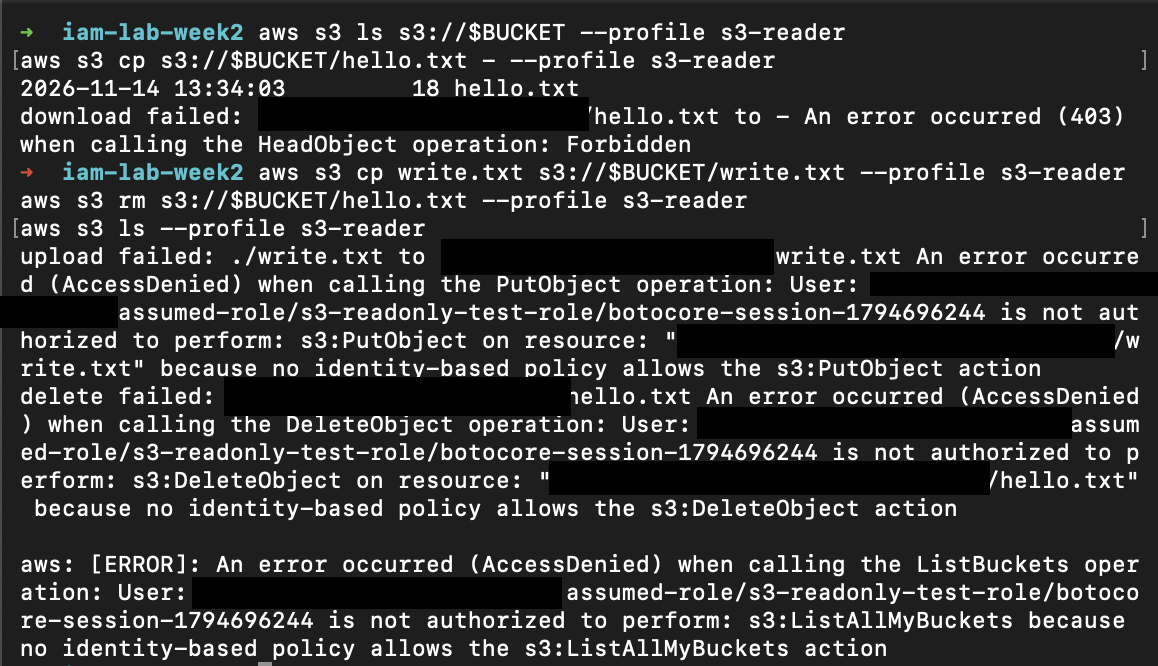 ➜  iam-lab-week2 aws s3 ls s3://$BUCKET --profile s3-reader
[aws s3 cp s3://$BUCKET/hello.txt - --profile s3-reader ]
2026-11-14 13:34:03         18 hello.txt
download failed: /hello.txt to - An error occurred (403)
when calling the HeadObject operation: Forbidden
➜  iam-lab-week2 aws s3 cp write.txt s3://$BUCKET/write.txt --profile s3-reader
aws s3 rm s3://$BUCKET/hello.txt --profile s3-reader
[aws s3 ls --profile s3-reader ]
upload failed: ./write.txt to write.txt An error occurre
d (AccessDenied) when calling the PutObject operation: User:
assumed-role/s3-readonly-test-role/botocore-session-1794696244 is not aut
horized to perform: s3:PutObject on resource: "/w
rite.txt" because no identity-based policy allows the s3:PutObject action
delete failed: hello.txt An error occurred (AccessDenied
) when calling the DeleteObject operation: User: assum
ed-role/s3-readonly-test-role/botocore-session-1794696244 is not authorized to p
erform: s3:DeleteObject on resource: "/hello.txt"
 because no identity-based policy allows the s3:DeleteObject action
aws: [ERROR]: An error occurred (AccessDenied) when calling the ListBuckets oper
ation: User: assumed-role/s3-readonly-test-role/botoco
re-session-1794696244 is not authorized to perform: s3:ListAllMyBuckets because
no identity-based policy allows the s3:ListAllMyBuckets action